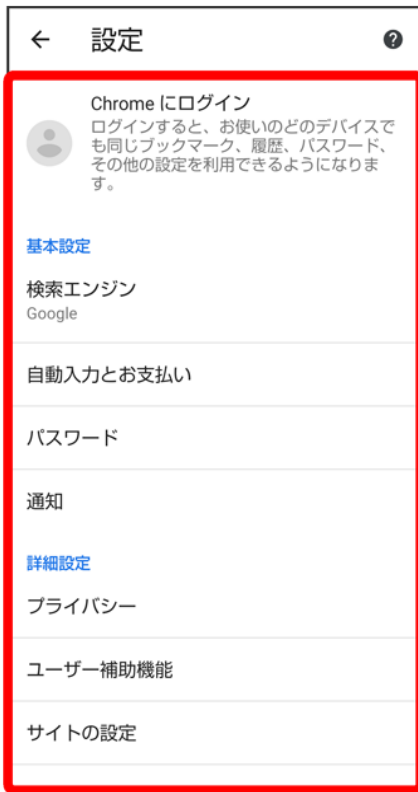 設定
Chrome にログイン
ログインすると、お使いのどのデバイスで
も同じブックマーク、履歴、パスワード、
その他の設定を利用できるようになりま
す。
基本設定
検索エンジン
Google
自動入力とお支払い
パスワード
通知
詳細設定
プライバシー
ユーザー補助機能
サイトの設定